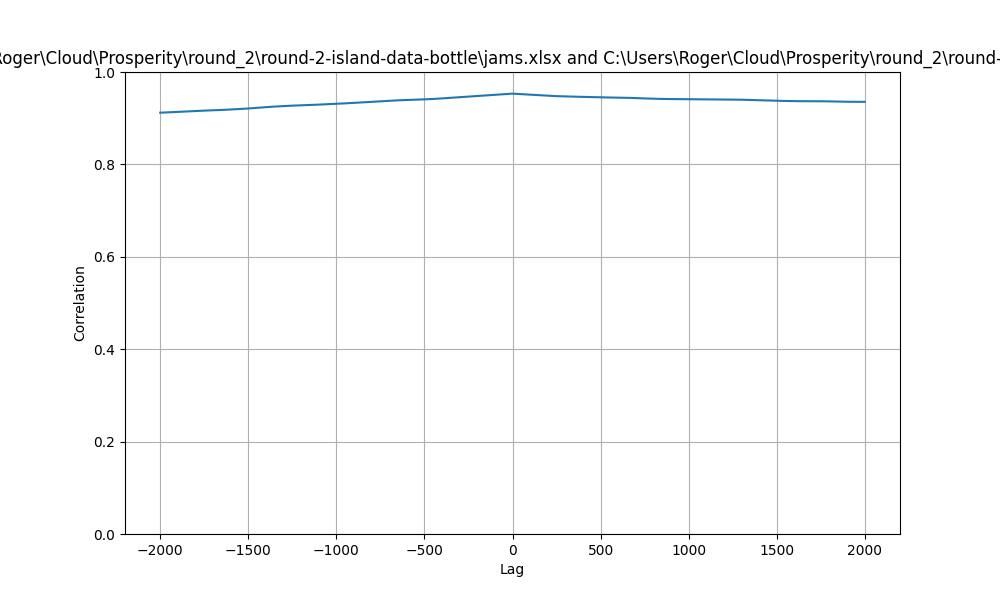 Roger\Cloud\Prosperity\round_2\round-2-island-data-bottle\jams.xlsx and C:\Users\Roger\Cloud\Prosperity\round_2\round-
1.0
0.8
0.6
0.4
0.2
0.0
Correlation
−2000 −1500 −1000 −500 0 500 1000 1500 2000
Lag